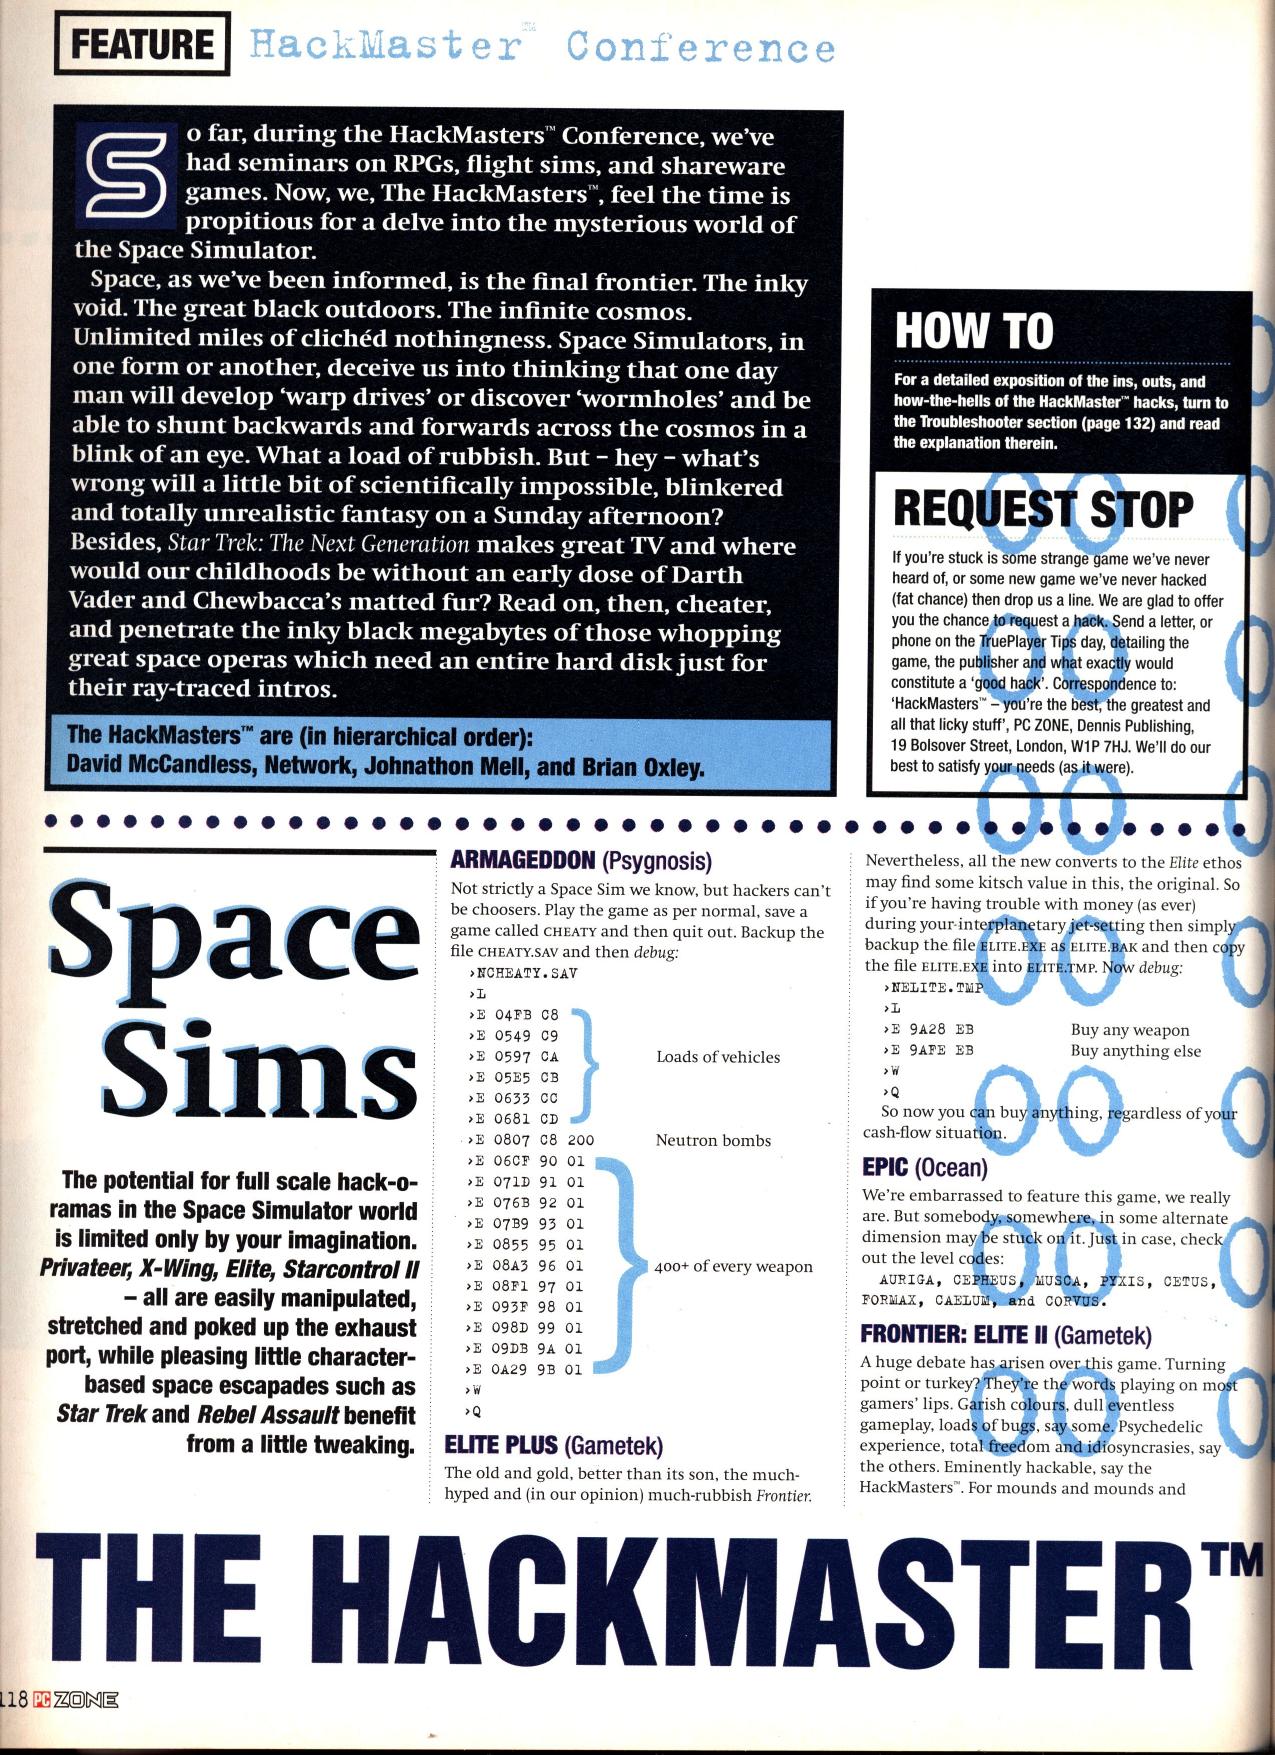 FEATURE HackMaster™ Conference
So far, during the HackMasters™ Conference, we've
had seminars on RPGs, flight sims, and shareware
games. Now, we, The HackMasters™, feel the time is
propitious for a delve into the mysterious world of
the Space Simulator.
Space, as we've been informed, is the final frontier. The inky
void. The great black outdoors. The infinite cosmos.
Unlimited miles of clichéd nothingness. Space Simulators, in
one form or another, deceive us into thinking that one day
man will develop 'warp drives' or discover 'wormholes' and be
able to shunt backwards and forwards across the cosmos in a
blink of an eye. What a load of rubbish. But – hey – what's
wrong will a little bit of scientifically impossible, blinkered
and totally unrealistic fantasy on a Sunday afternoon?
Besides, Star Trek: The Next Generation makes great TV and where
would our childhoods be without an early dose of Darth
Vader and Chewbacca's matted fur? Read on, then, cheater,
and penetrate the inky black megabytes of those whopping
great space operas which need an entire hard disk just for
their ray-traced intros.
The HackMasters™ are (in hierarchical order):
David McCandless, Network, Johnathon Mell, and Brian Oxley.
HOW TO
For a detailed exposition of the ins, outs, and
how-the-hells of the HackMaster™ hacks, turn to
the Troubleshooter section (page 132) and read
the explanation therein.
REQUEST STOP
If you're stuck is some strange game we've never
heard of, or some new game we've never hacked
(fat chance) then drop us a line. We are glad to offer
you the chance to request a hack. Send a letter, or
phone on the TruePlayer Tips day, detailing the
game, the publisher and what exactly would
constitute a 'good hack'. Correspondence to:
'HackMasters™ – you're the best, the greatest and
all that licky stuff', PC ZONE, Dennis Publishing,
19 Bolsover Street, London, W1P 7HJ. We'll do our
best to satisfy your needs (as it were).
Space
Sims
The potential for full scale hack-o-
ramas in the Space Simulator world
is limited only by your imagination.
Privateer, X-Wing, Elite, Starcontrol II
– all are easily manipulated,
stretched and poked up the exhaust
port, while pleasing little character-
based space escapades such as
Star Trek and Rebel Assault benefit
from a little tweaking.
ARMAGEDDON (Psygnosis)
Not strictly a Space Sim we know, but hackers can't
be choosers. Play the game as per normal, save a
game called CHEATY and then quit out. Backup the
file CHEATY.SAV and then debug:
>NCHEATY.SAV
>L
>E 04FB C8
>E 0549 C9
>E 0597 CA Loads of vehicles
>E 05E5 CB
>E 0633 CC
>E 0681 CD
>E 0807 C8 200 Neutron bombs
>E 06CF 90 01
>E 071D 91 01
>E 076B 92 01
>E 07B9 93 01
>E 0855 95 01
>E 08A3 96 01 400+ of every weapon
>E 08F1 97 01
>E 093F 98 01
>E 098D 99 01
>E 09DB 9A 01
>E 0A29 9B 01
>W
>Q
ELITE PLUS (Gametek)
The old and gold, better than its son, the much-
hyped and (in our opinion) much-rubbish Frontier.
Nevertheless, all the new converts to the Elite ethos
may find some kitsch value in this, the original. So
if you're having trouble with money (as ever)
during your interplanetary jet-setting then simply
backup the file ELITE.EXE as ELITE.BAK and then copy
the file ELITE.EXE into ELITE.TMP. Now debug:
>NELITE.TMP
>L
>E 9A28 EB Buy any weapon
>E 9AFE EB Buy anything else
>W
>Q
So now you can buy anything, regardless of your
cash-flow situation.
EPIC (Ocean)
We're embarrassed to feature this game, we really
are. But somebody, somewhere, in some alternate
dimension may be stuck on it. Just in case, check
out the level codes:
AURIGA, CEPHEUS, MUSCA, PYXIS, CETUS,
FORMAX, CAELUM, and CORVUS.
FRONTIER: ELITE II (Gametek)
A huge debate has arisen over this game. Turning
point or turkey? They're the words playing on most
gamers' lips. Garish colours, dull eventless
gameplay, loads of bugs, say some. Psychedelic
experience, total freedom and idiosyncrasies, say
the others. Eminently hackable, say the
HackMasters™. For mounds and mounds and
THE HACKMASTER™
118 PC ZONE
00 0
00 0
00 0
00 0
00 0
00 0
00 0